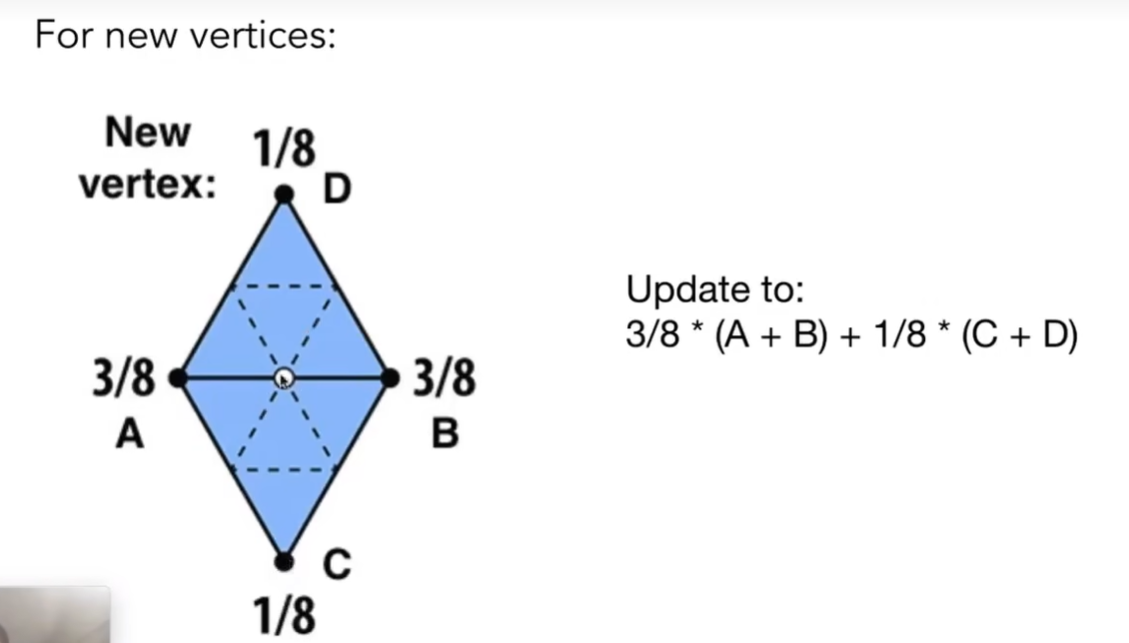 For new vertices:
New
vertex:
1/8
D
3/8
A
3/8
B
C
1/8
Update to:
3/8 * (A + B) + 1/8 * (C + D)